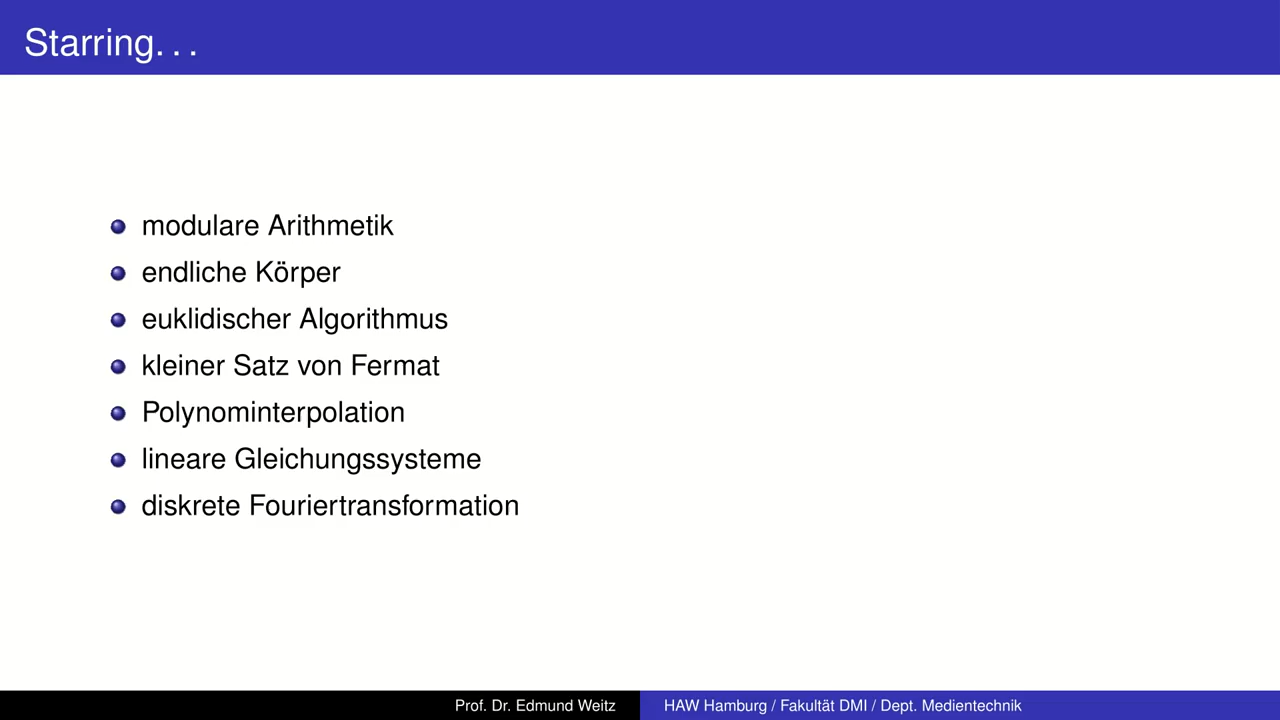 Starring. . .
modulare Arithmetik
endliche Körper
euklidischer Algorithmus
kleiner Satz von Fermat
Polynominterpolation
lineare Gleichungssysteme
diskrete Fouriertransformation
Prof. Dr. Edmund Weitz
HAW Hamburg / Fakultät DMI / Dept. Medientechnik